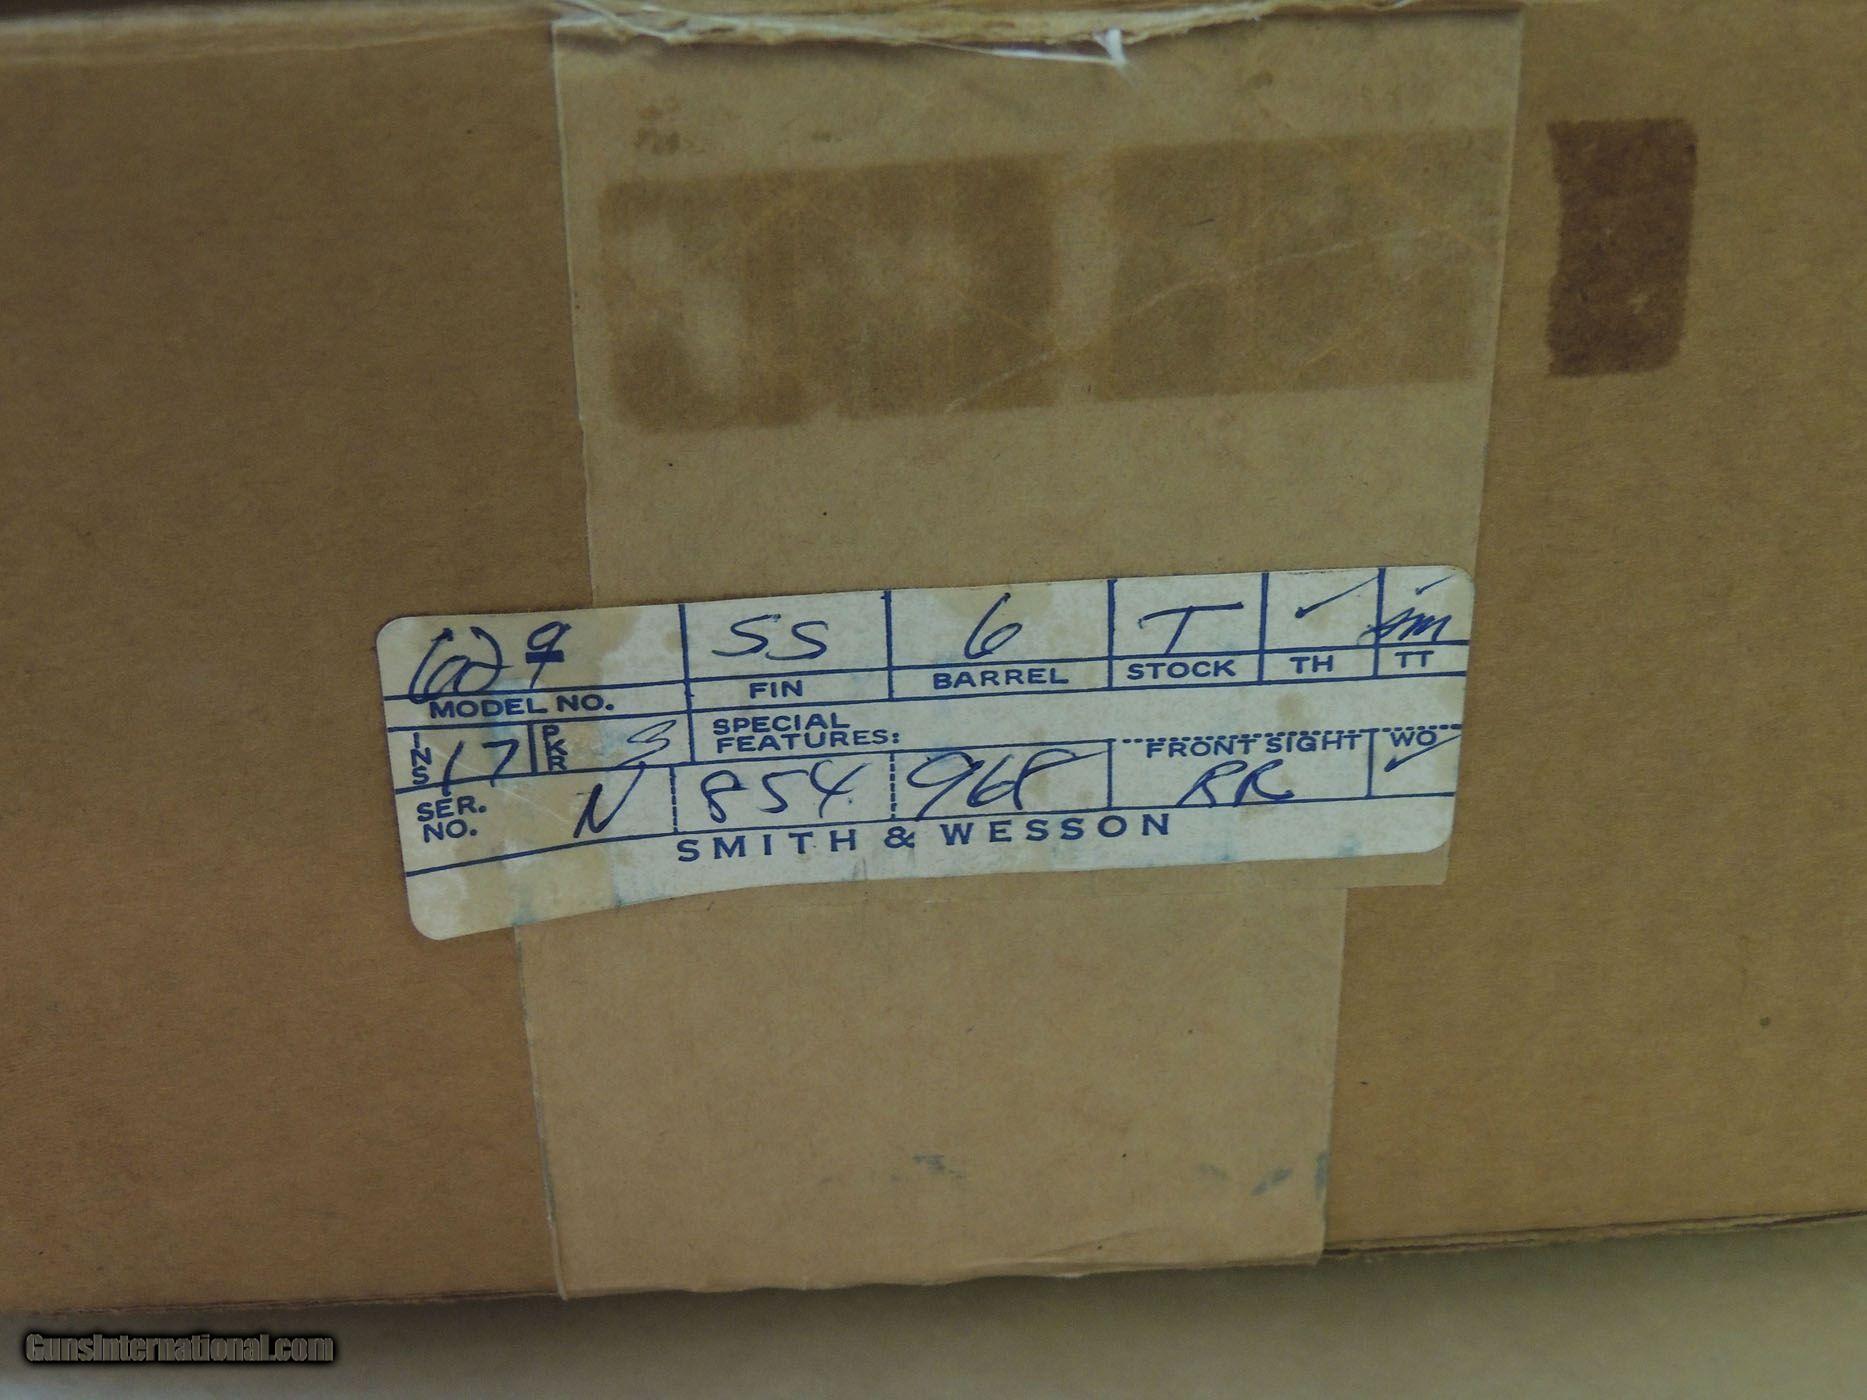 629 SS 6 T ✓ Jm
MODEL NO. FIN BARREL STOCK TH TT
INS 17 PKR 3 SPECIAL FEATURES: FRONT SIGHT WO
SER. NO. N 854 968 RR ✓
SMITH & WESSON
GunsInternational.com